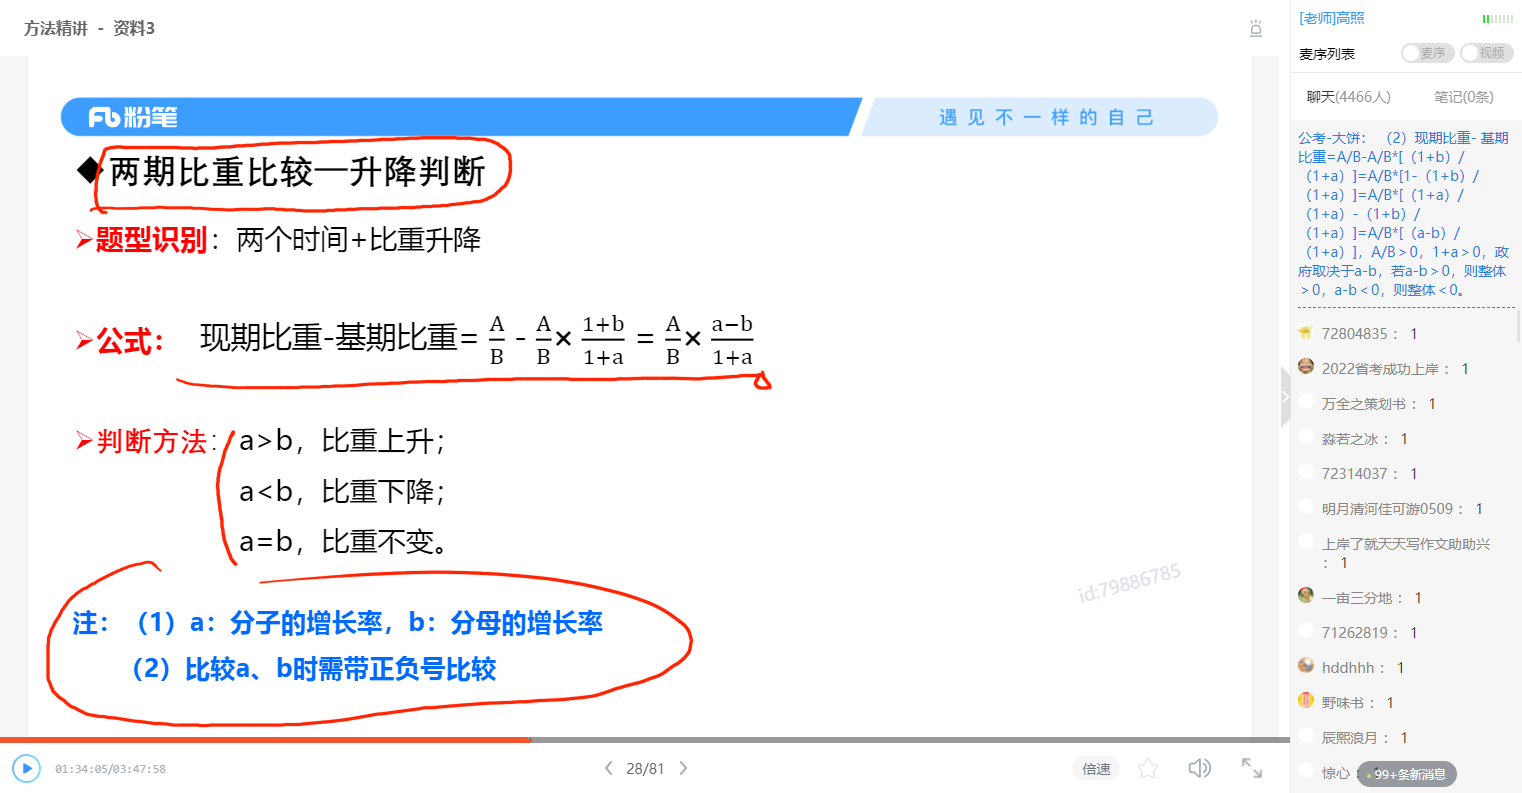 方法精讲 - 资料3
粉笔
遇见不一样的自己
◆两期比重比较—升降判断
➢题型识别：两个时间+比重升降
➢公式： 现期比重-基期比重= A/B - A/B× 1+b/1+a = A/B× a−b/1+a
➢判断方法：a>b，比重上升；
a<b，比重下降；
a=b，比重不变。
注：（1）a：分子的增长率，b：分母的增长率
（2）比较a、b时需带正负号比较
id:79886785
01:34:05/03:47:58
28/81
倍速
[老师]高照
麦序列表
麦序
视频
聊天(4466人)
笔记(0条)
公考-大饼： （2）现期比重- 基期
比重=A/B-A/B*[（1+b）/
（1+a）]=A/B*[1-（1+b）/
（1+a）]=A/B*[（1+a）/
（1+a）-（1+b）/
（1+a）]=A/B*[（a-b）/
（1+a）]，A/B＞0，1+a＞0，政
府取决于a-b，若a-b＞0，则整体
＞0，a-b＜0，则整体＜0。
72804835： 1
2022省考成功上岸： 1
万全之策划书： 1
淼若之冰： 1
72314037： 1
明月清河佳可游0509： 1
上岸了就天天写作文助助兴
： 1
一亩三分地： 1
71262819： 1
hddhhh： 1
野味书： 1
辰熙浪月： 1
惊心：
99+条新消息